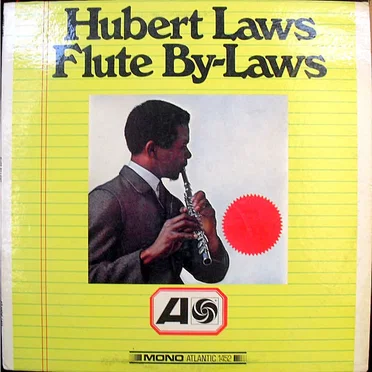 Hubert Laws
Flute By-Laws
A
MONO ATLANTIC 1452